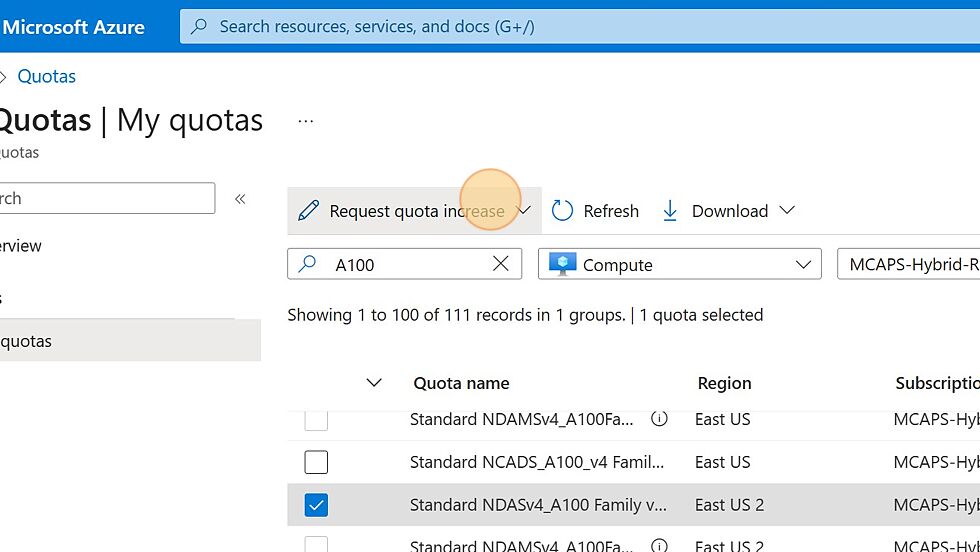 Microsoft Azure
Search resources, services, and docs (G+/)
Quotas
Quotas | My quotas
...
uotas
rch
«
Request quota increase
Refresh
Download
A100
Compute
MCAPS-Hybrid-R
erview
s
quotas
Showing 1 to 100 of 111 records in 1 groups. | 1 quota selected
Quota name Region Subscriptio
Standard NDAMSv4_A100Fa... East US MCAPS-Hyb
Standard NCADS_A100_v4 Famil... East US MCAPS-Hyb
Standard NDASv4_A100 Family v... East US 2 MCAPS-Hyb
Standard NDAMSv4_A100Fa... East US 2 MCAPS-Hyb